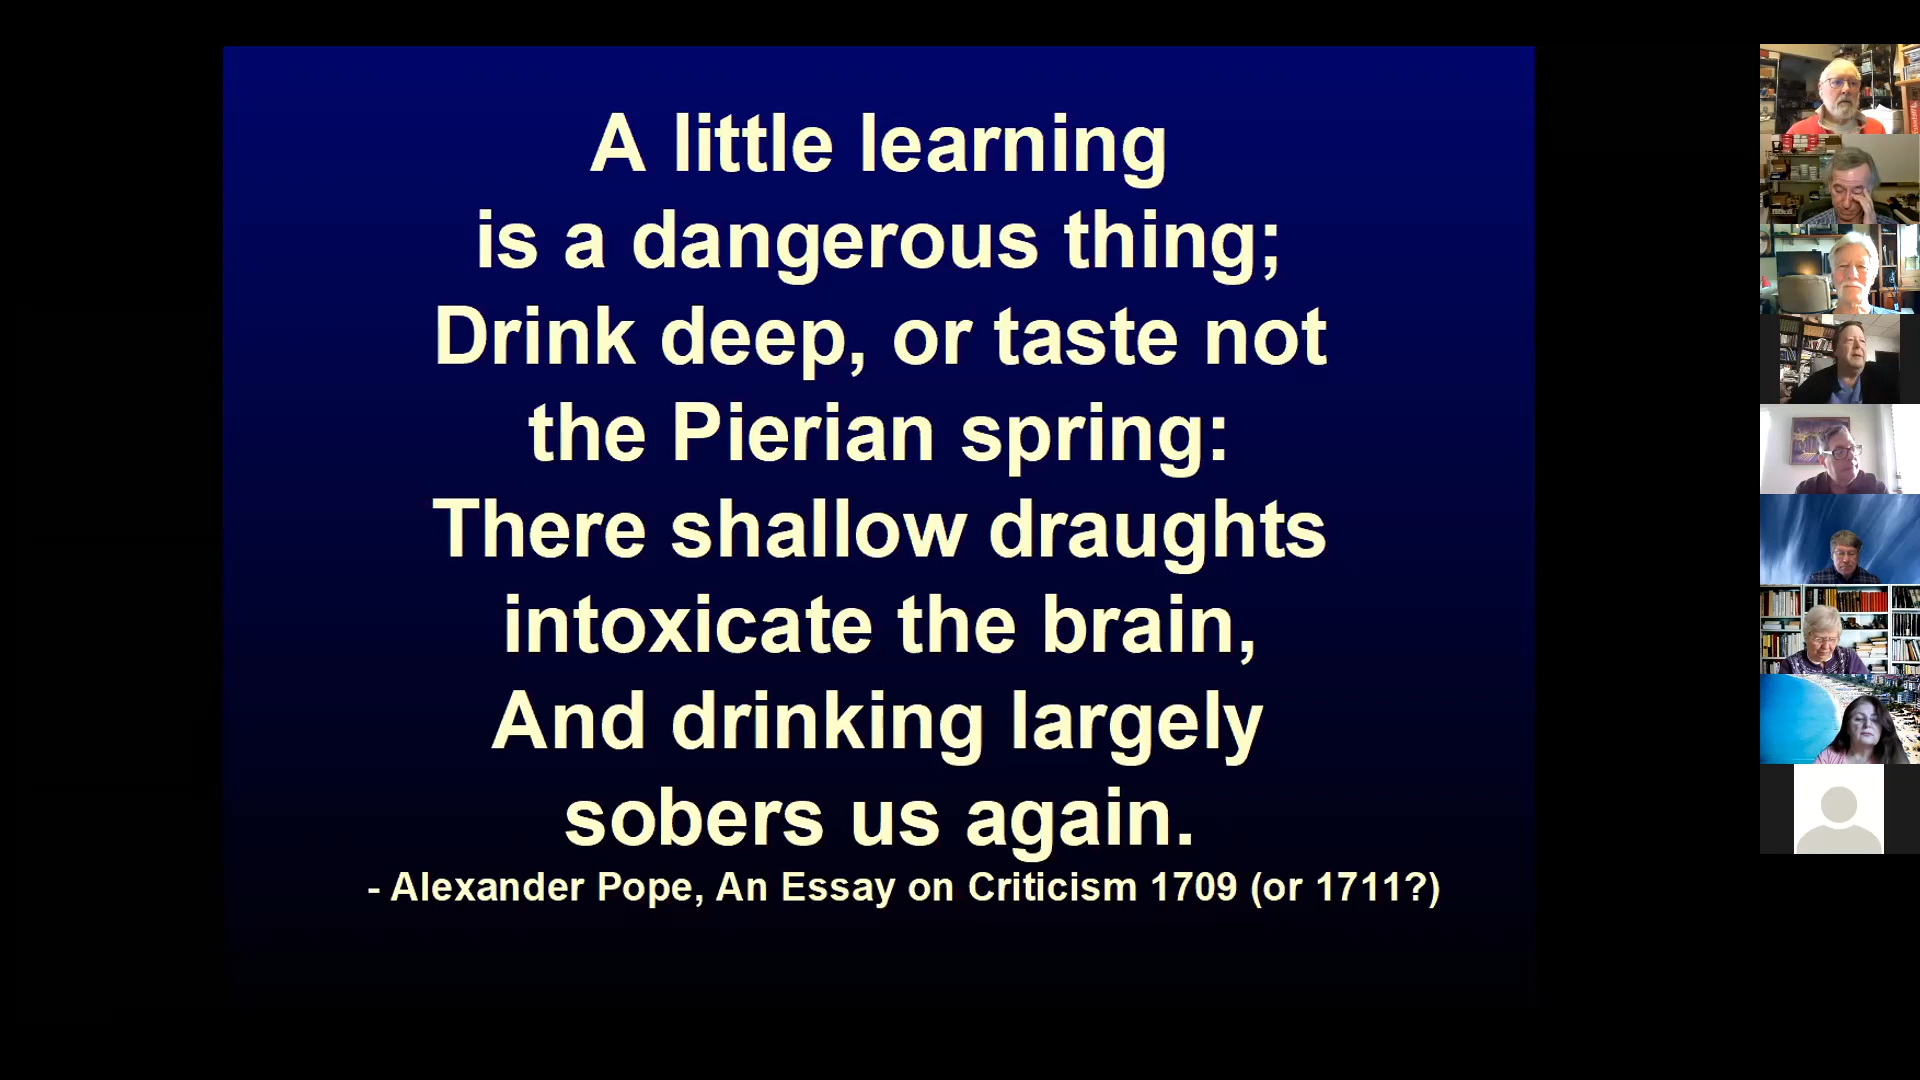 A little learning
is a dangerous thing;
Drink deep, or taste not
the Pierian spring:
There shallow draughts
intoxicate the brain,
And drinking largely
sobers us again.
- Alexander Pope, An Essay on Criticism 1709 (or 1711?)